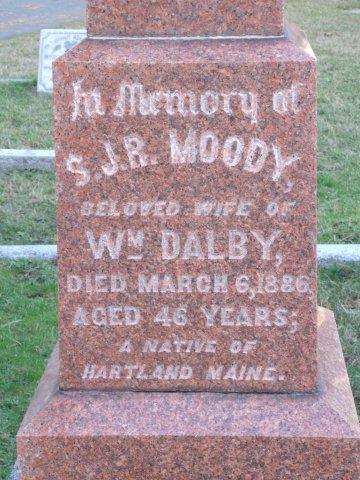 In Memory of
S.J.R. MOODY,
BELOVED WIFE OF
Wᴹ DALBY,
DIED MARCH 6, 1886
AGED 46 YEARS;
A NATIVE OF
HARTLAND MAINE.